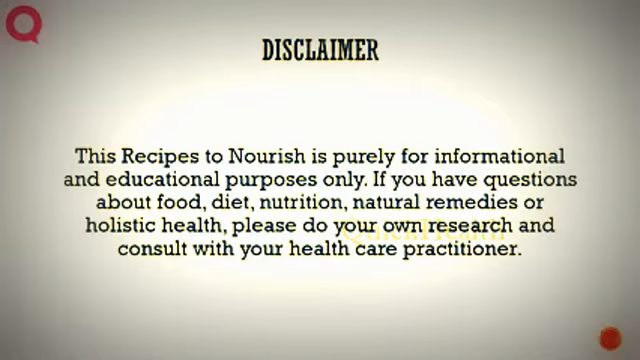 DISCLAIMER
This Recipes to Nourish is purely for informational
and educational purposes only. If you have questions
about food, diet, nutrition, natural remedies or
holistic health, please do your own research and
consult with your health care practitioner.